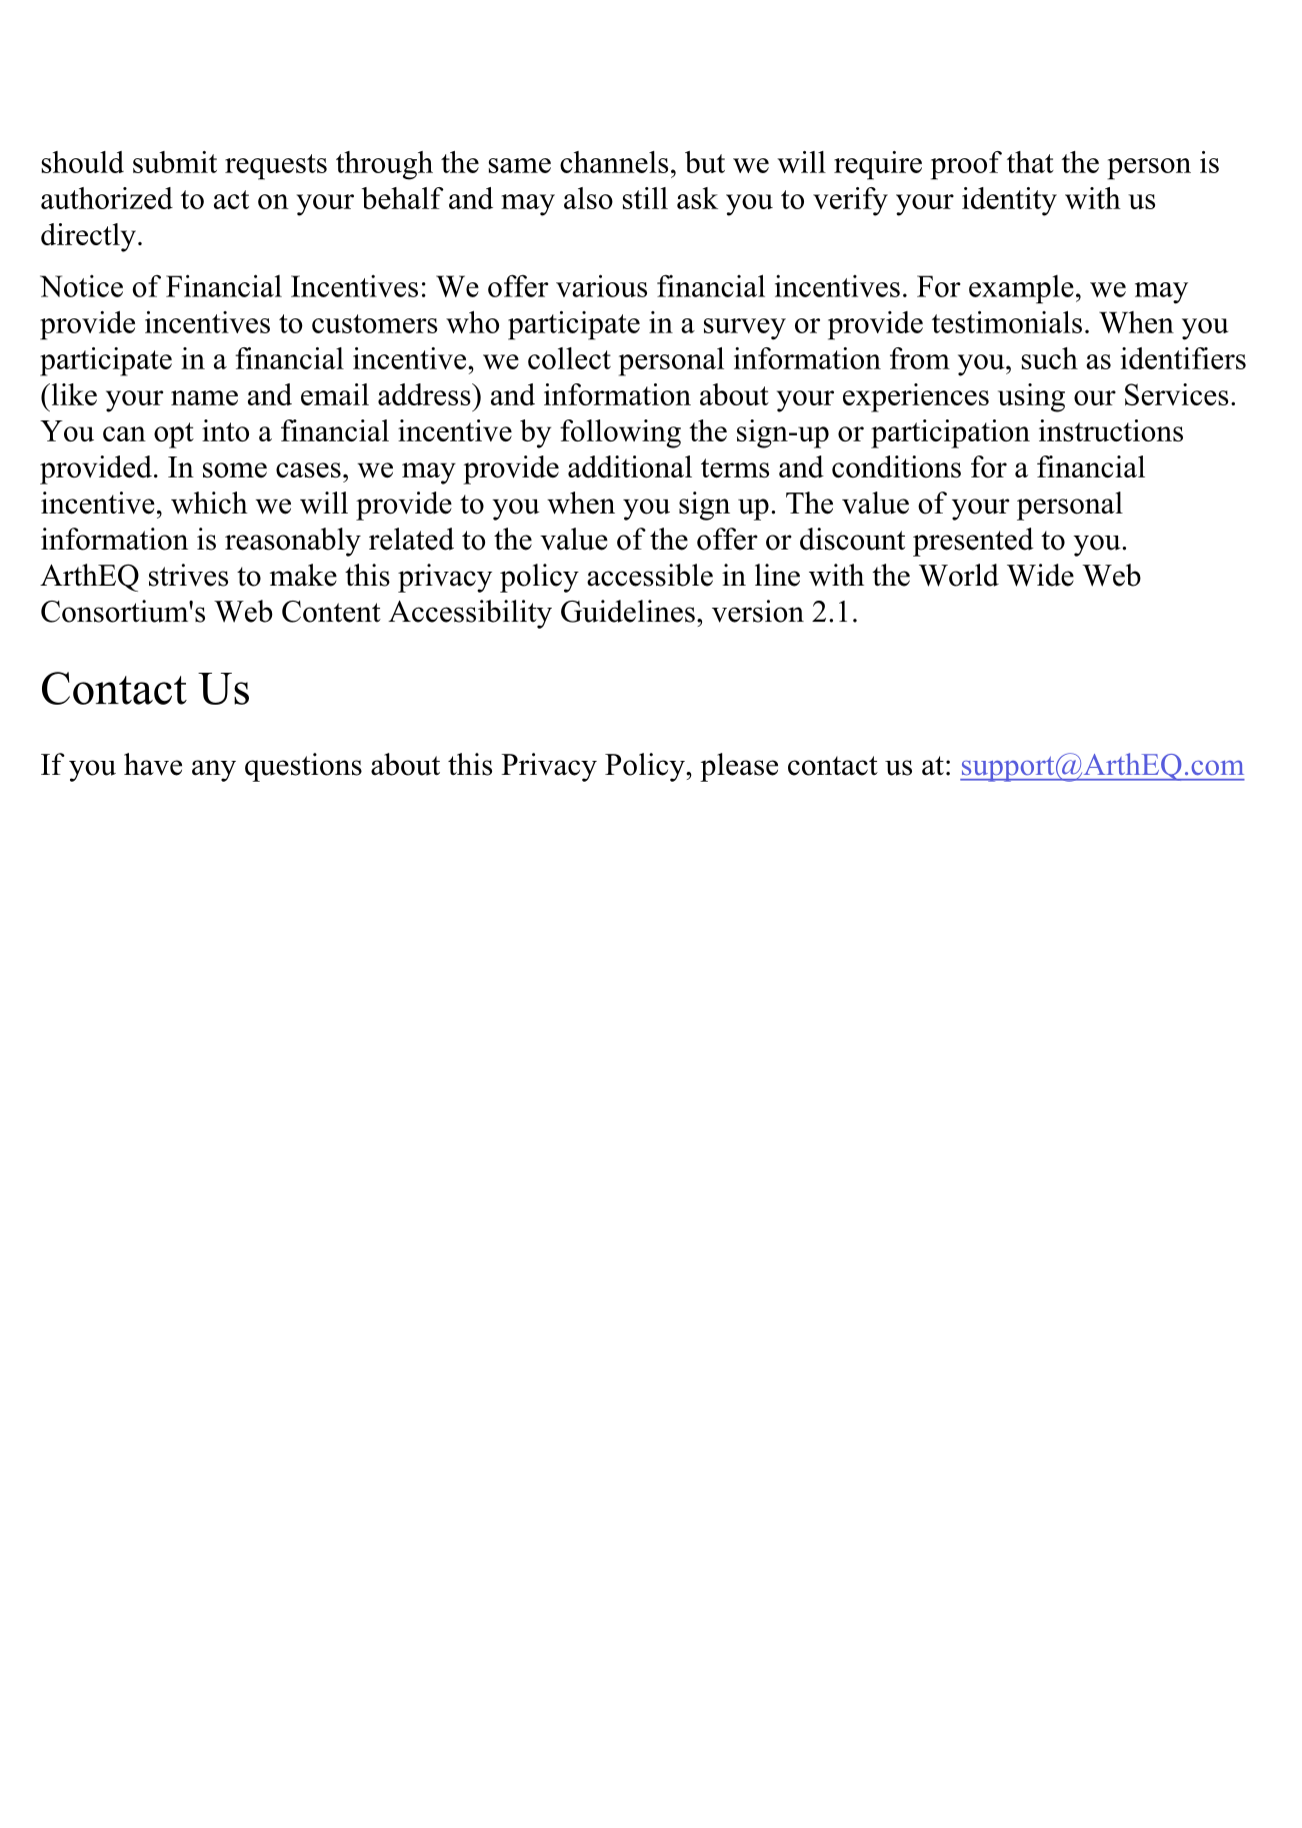 should submit requests through the same channels, but we will require proof that the person is
authorized to act on your behalf and may also still ask you to verify your identity with us
directly.
Notice of Financial Incentives: We offer various financial incentives. For example, we may
provide incentives to customers who participate in a survey or provide testimonials. When you
participate in a financial incentive, we collect personal information from you, such as identifiers
(like your name and email address) and information about your experiences using our Services.
You can opt into a financial incentive by following the sign-up or participation instructions
provided. In some cases, we may provide additional terms and conditions for a financial
incentive, which we will provide to you when you sign up. The value of your personal
information is reasonably related to the value of the offer or discount presented to you.
ArthEQ strives to make this privacy policy accessible in line with the World Wide Web
Consortium's Web Content Accessibility Guidelines, version 2.1.
Contact Us
If you have any questions about this Privacy Policy, please contact us at: support@ArthEQ.com